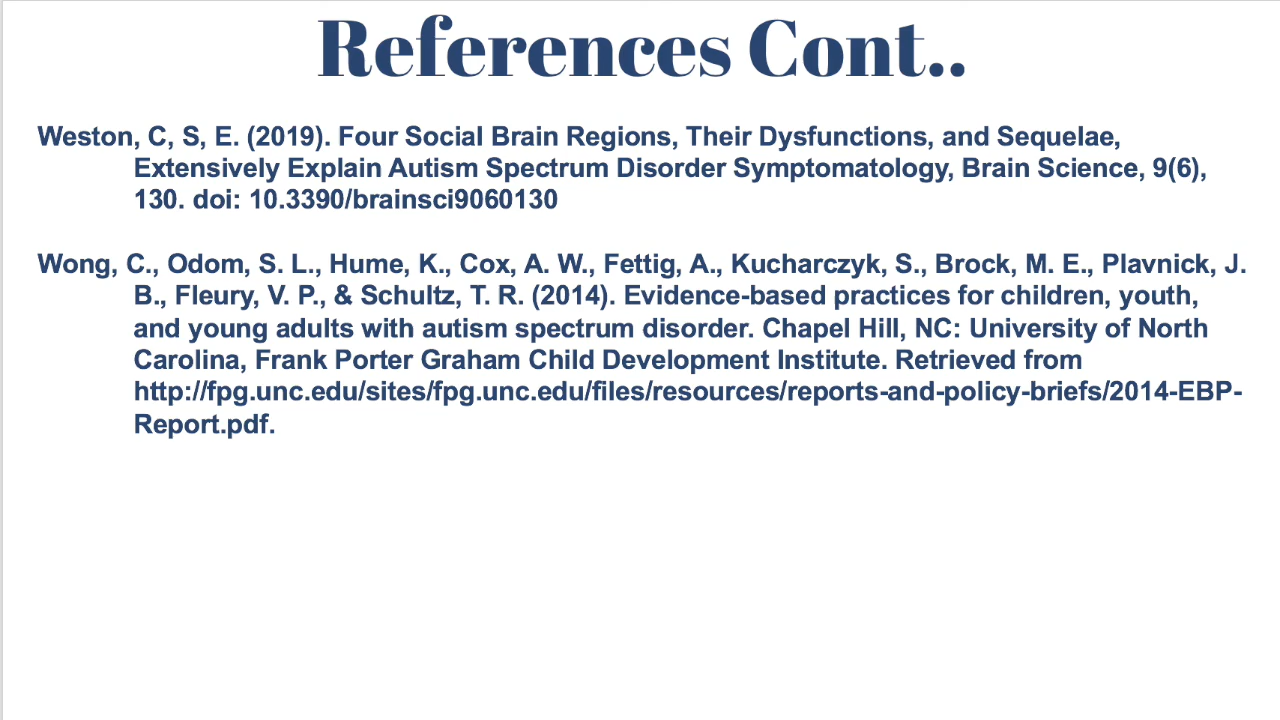 References Cont..
Weston, C, S, E. (2019). Four Social Brain Regions, Their Dysfunctions, and Sequelae,
Extensively Explain Autism Spectrum Disorder Symptomatology, Brain Science, 9(6),
130. doi: 10.3390/brainsci9060130
Wong, C., Odom, S. L., Hume, K., Cox, A. W., Fettig, A., Kucharczyk, S., Brock, M. E., Plavnick, J.
B., Fleury, V. P., & Schultz, T. R. (2014). Evidence-based practices for children, youth,
and young adults with autism spectrum disorder. Chapel Hill, NC: University of North
Carolina, Frank Porter Graham Child Development Institute. Retrieved from
http://fpg.unc.edu/sites/fpg.unc.edu/files/resources/reports-and-policy-briefs/2014-EBP-
Report.pdf.